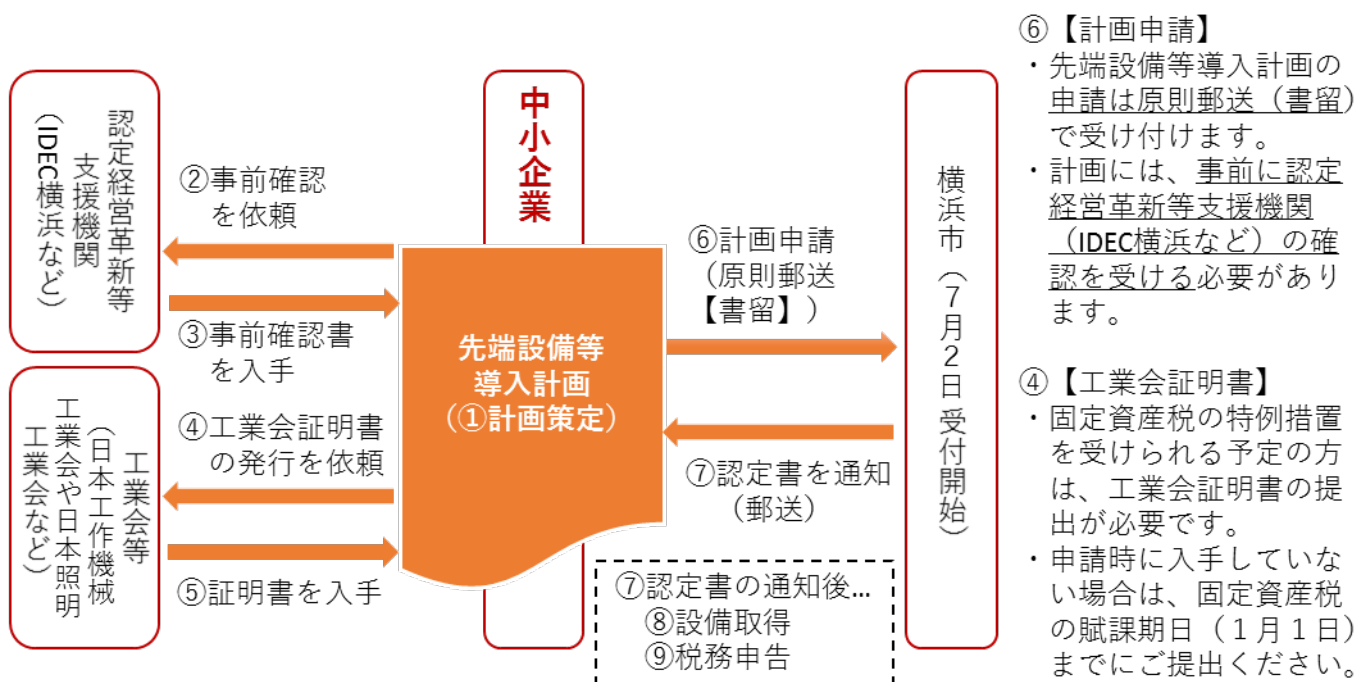 認定経営革新等
支援機関
（IDEC横浜など）
②事前確認
を依頼
③事前確認書
を入手
工業会等
（日本工作機械
工業会や日本照明
工業会など）
④工業会証明書
の発行を依頼
⑤証明書を入手
中小企業
先端設備等
導入計画
（①計画策定）
⑥計画申請
（原則郵送
【書留】）
⑦認定書を通知
（郵送）
⑦認定書の通知後…
⑧設備取得
⑨税務申告
横浜市（７月２日 受付開始）
⑥【計画申請】
・先端設備等導入計画の
申請は原則郵送（書留）
で受け付けます。
・計画には、事前に認定
経営革新等支援機関
（IDEC横浜など）の確
認を受ける必要があり
ます。
④【工業会証明書】
・固定資産税の特例措置
を受けられる予定の方
は、工業会証明書の提
出が必要です。
・申請時に入手していな
い場合は、固定資産税
の賦課期日（１月１日）
までにご提出ください。